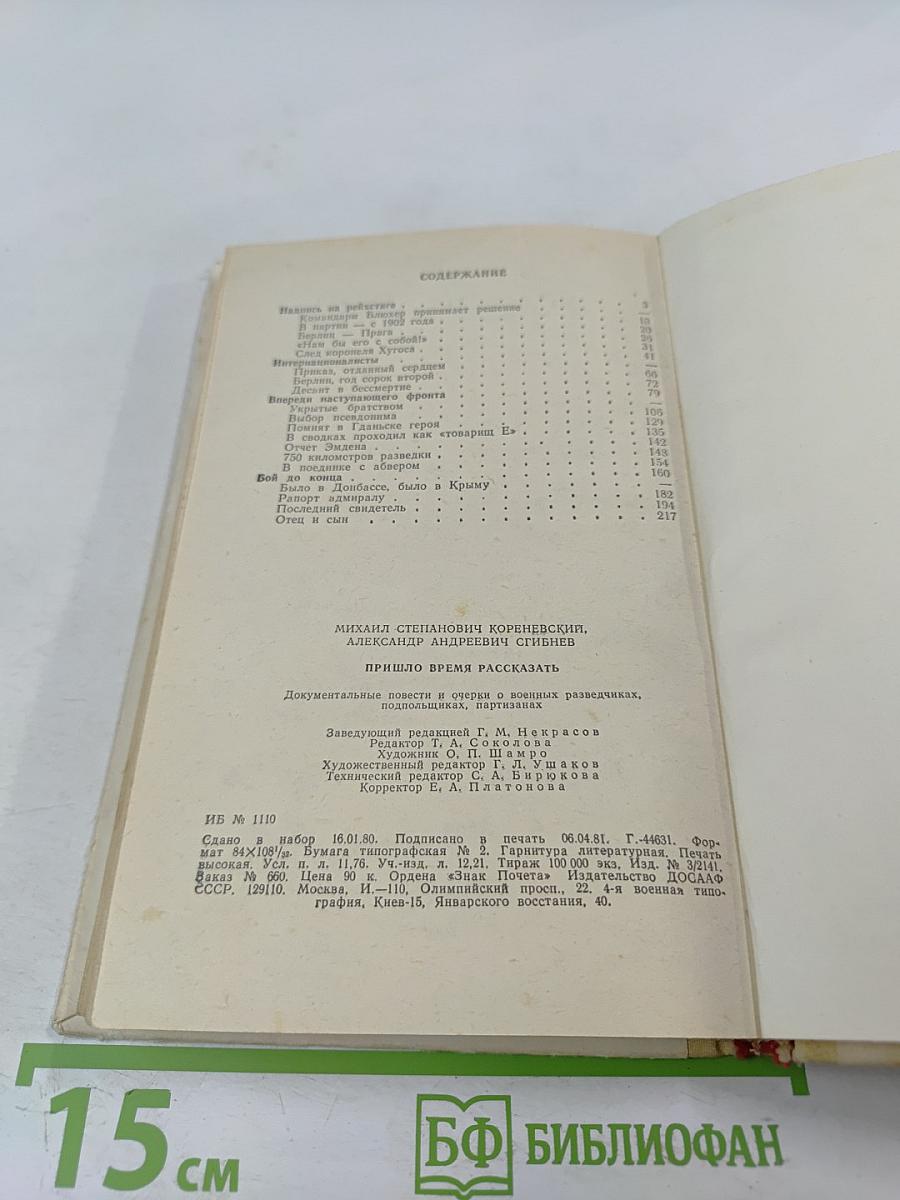 СОДЕРЖАНИЕ
Надпись на рейхстаге . . . . . . . . . . 3
Командарм Блюхер принимает решение . . . . . —
В партии — с 1902 года . . . . . . . . . 18
Берлин — Прага . . . . . . . . . . 20
«Нам бы его с собой!» . . . . . . . . . 26
След короля Хугоса . . . . . . . . . . 31
Интернационалисты . . . . . . . . . . 41
Приказ, отданный сердцем . . . . . . . . —
Берлин, год сорок второй . . . . . . . . . 66
Десант в бессмертие . . . . . . . . . . 72
Впереди наступающего фронта . . . . . . . . 79
Укрытые братством . . . . . . . . . . —
Выбор псевдонима . . . . . . . . . . 106
Помнят в Гданьске героя . . . . . . . . . 129
В сводках проходил как «товарищ Е» . . . . . . 135
Отчет Эмдена . . . . . . . . . . 142
750 километров разведки . . . . . . . . . 143
В поединке с абвером . . . . . . . . . 154
Бой до конца . . . . . . . . . . 160
Было в Донбассе, было в Крыму . . . . . . . —
Рапорт адмиралу . . . . . . . . . . 182
Последний свидетель . . . . . . . . . . 194
Отец и сын . . . . . . . . . . 217
МИХАИЛ СТЕПАНОВИЧ КОРЕНЕВСКИЙ,
АЛЕКСАНДР АНДРЕЕВИЧ СГИБНЕВ
ПРИШЛО ВРЕМЯ РАССКАЗАТЬ
Документальные повести и очерки о военных разведчиках,
подпольщиках, партизанах
Заведующий редакцией Г. М. Некрасов
Редактор Т. А. Соколова
Художник О. П. Шамро
Художественный редактор Г. Л. Ушаков
Технический редактор С. А. Бирюкова
Корректор Е. А. Платонова
ИБ № 1110
Сдано в набор 16.01.80. Подписано в печать 06.04.81. Г.-44631. Фор-
мат 84×108¹/₃₂. Бумага типографская № 2. Гарнитура литературная. Печать
высокая. Усл. п. л. 11,76. Уч.-изд. л. 12,21. Тираж 100 000 экз. Изд. № 3/2141.
Заказ № 660. Цена 90 к. Ордена «Знак Почета» Издательство ДОСААФ
СССР. 129110. Москва, И.—110, Олимпийский просп., 22. 4-я военная типо-
графия, Киев-15, Январского восстания, 40.
15 см
БФ БИБЛИОФАН